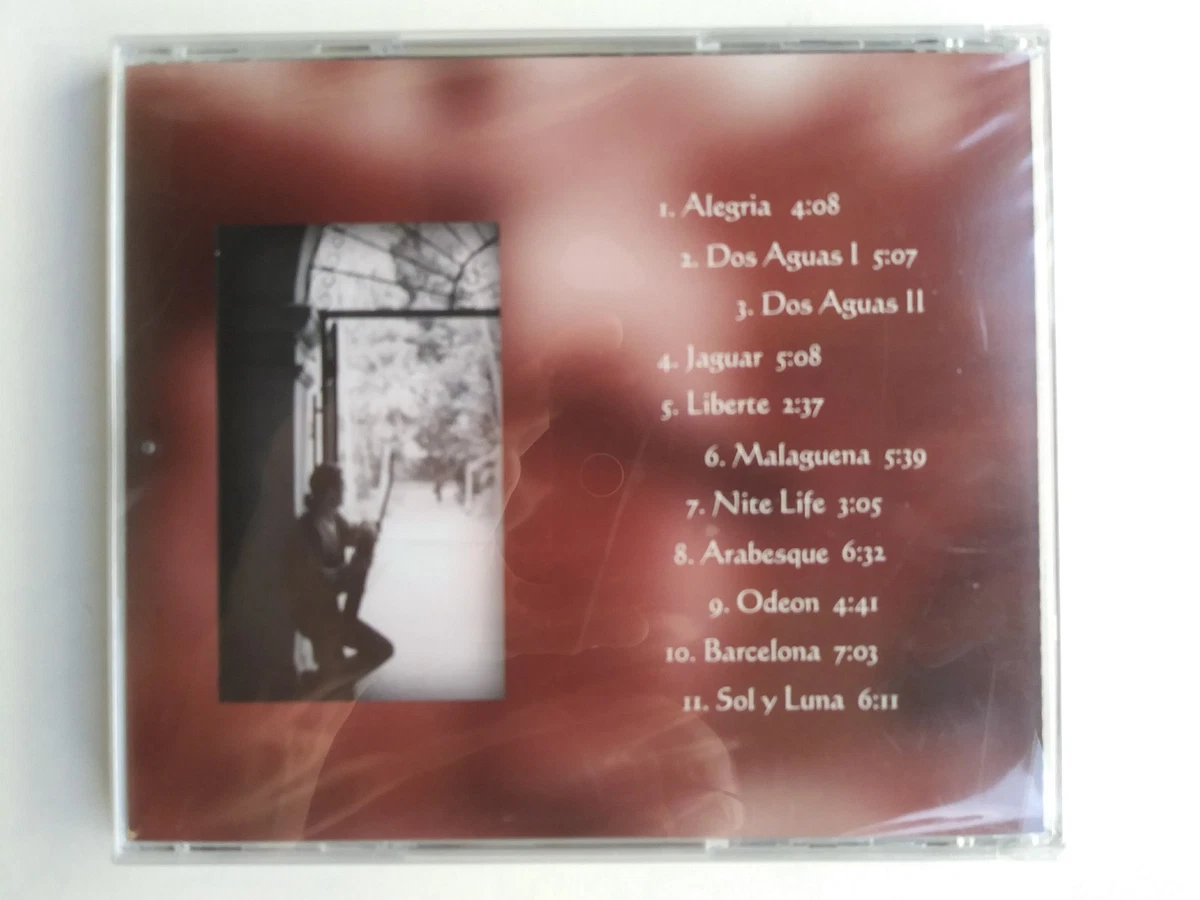 1. Alegria 4:08
2. Dos Aguas I 5:07
3. Dos Aguas II
4. Jaguar 5:08
5. Liberte 2:37
6. Malaguena 5:39
7. Nite Life 3:05
8. Arabesque 6:32
9. Odeon 4:41
10. Barcelona 7:03
11. Sol y Luna 6:11